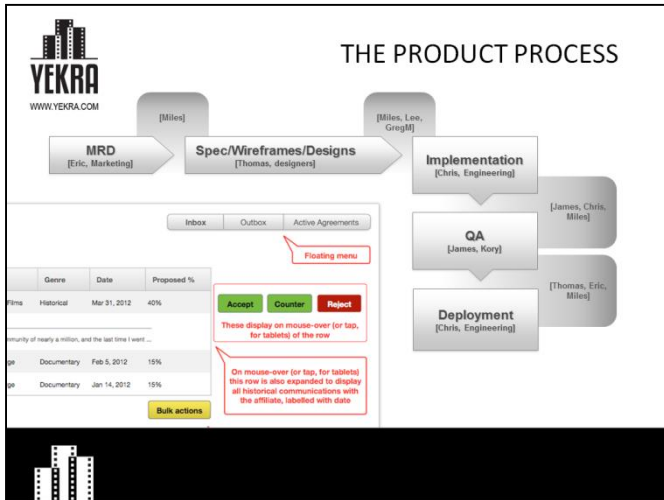 YEKRA
WWW.YEKRA.COM
THE PRODUCT PROCESS
[Miles]
[Miles, Lee,
GregM]
MRD
[Eric, Marketing]
Spec/Wireframes/Designs
[Thomas, designers]
Implementation
[Chris, Engineering]
[James, Chris,
Miles]
QA
[James, Kory]
[Thomas, Eric,
Miles]
Deployment
[Chris, Engineering]
Inbox Outbox Active Agreements
Floating menu
Genre Date Proposed %
Films Historical Mar 31, 2012 40%
Accept Counter Reject
These display on mouse-over (or tap,
for tablets) of the row
mmunity of nearly a million, and the last time I went ...
ge Documentary Feb 5, 2012 15%
ge Documentary Jan 14, 2012 15%
On mouse-over (or tap, for tablets)
this row is also expanded to display
all historical communications with
the affiliate, labelled with date
Bulk actions